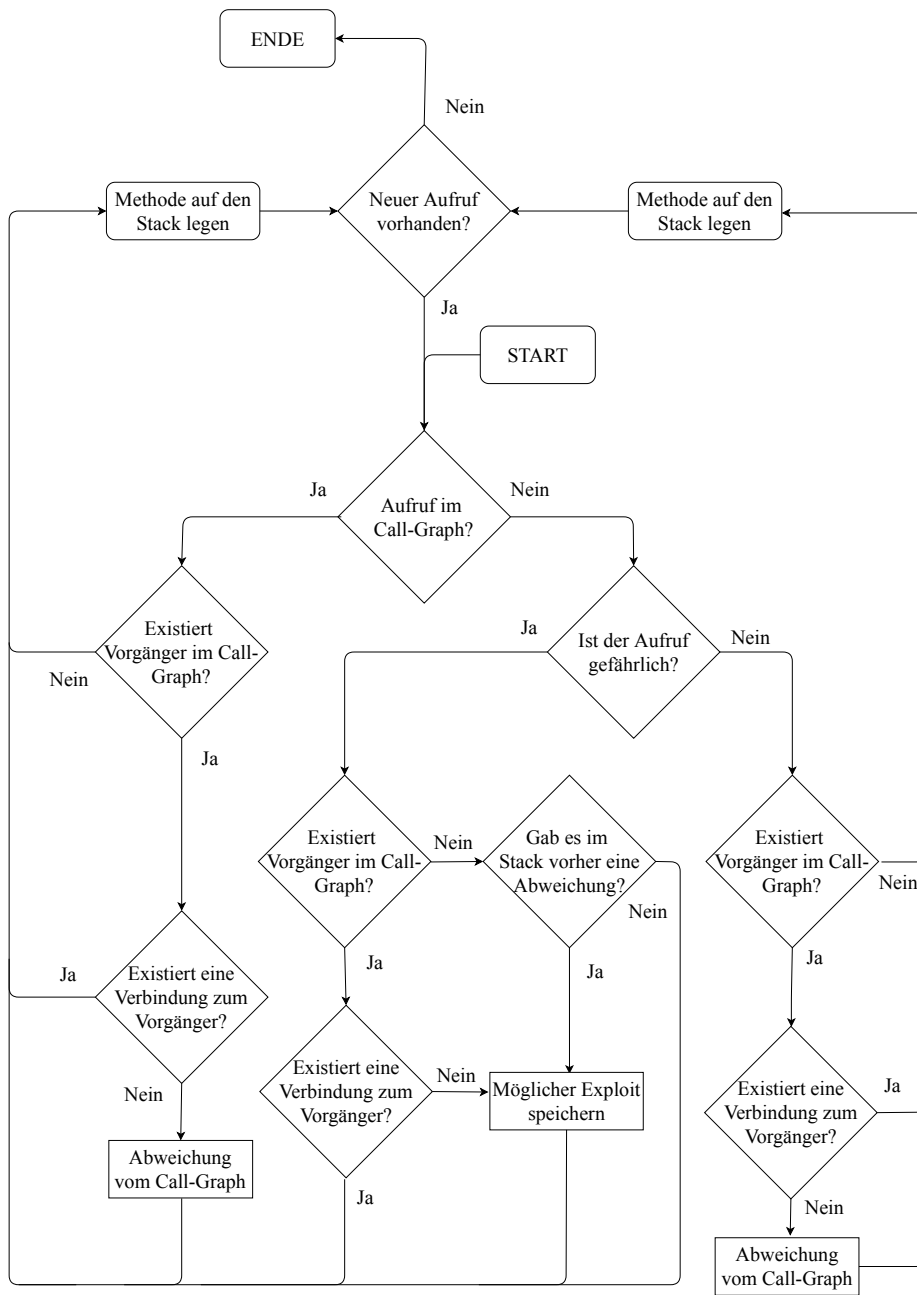 ENDE
Nein
Methode auf den
Stack legen
Neuer Aufruf
vorhanden?
Methode auf den
Stack legen
Ja
START
Ja
Nein
Aufruf im
Call-Graph?
Existiert
Vorgänger im Call-
Graph?
Nein
Ja
Ja
Ist der Aufruf
gefährlich?
Nein
Existiert
Vorgänger im Call-
Graph?
Nein
Gab es im
Stack vorher eine
Abweichung?
Nein
Existiert
Vorgänger im Call-
Graph?
Nein
Ja
Ja
Ja
Ja
Existiert eine
Verbindung zum
Vorgänger?
Nein
Existiert eine
Verbindung zum
Vorgänger?
Nein
Möglicher Exploit
speichern
Existiert eine
Verbindung zum
Vorgänger?
Ja
Abweichung
vom Call-Graph
Ja
Nein
Abweichung
vom Call-Graph